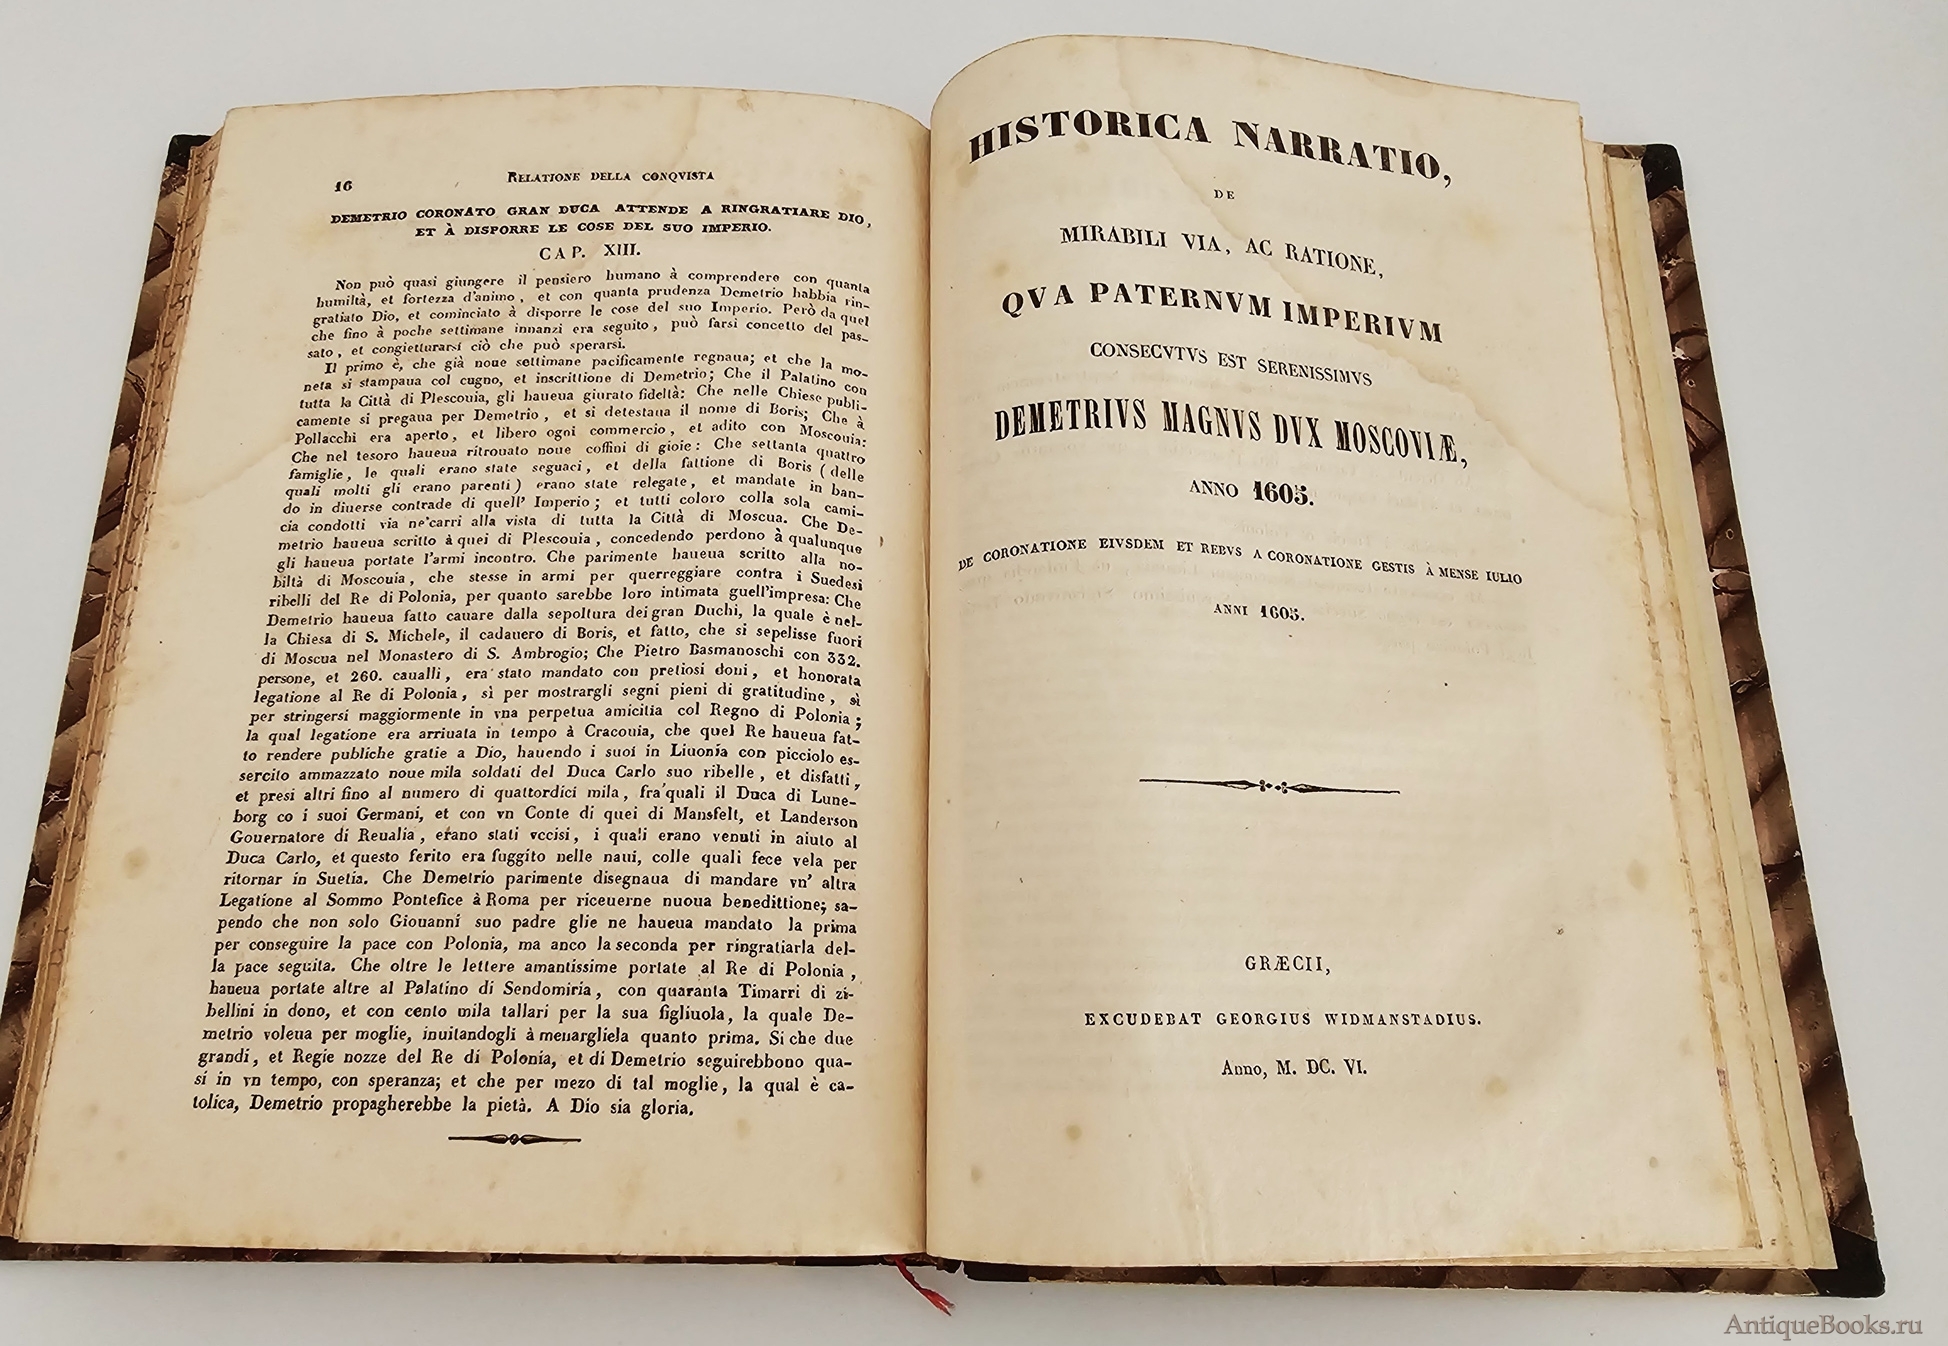 16
RELATIONE DELLA CONQVISTA
DEMETRIO CORONATO GRAN DUCA ATTENDE A RINGRATIARE DIO,
ET À DISPORRE LE COSE DEL SUO IMPERIO.
CAP. XIII.
Non può quasi giungere il pensiero humano à comprendere con quanta
humiltà, et fortezza d'animo, et con quanta prudenza Demetrio habbia rin-
gratiato Dio, et cominciato à disporre le cose del suo Imperio. Però da quel
che fino à poche settimane innanzi era seguito, può farsi concetto del pas-
sato, et congietturarsi ciò che può sperarsi.
Il primo è, che già noue settimane pacificamente regnaua; et che la mo-
neta si stampaua col cugno, et inscrittione di Demetrio; Che il Palatino con
tutta la Città di Plescouia, gli haueua giurato fideltà: Che nelle Chiese publi-
camente si pregaua per Demetrio, et si detestaua il nome di Boris; Che à
Pollacchi era aperto, et libero ogni commercio, et adito con Moscouia:
Che nel tesoro haueua ritrouato noue coffini di gioie: Che settanta quattro
famiglie, le quali erano state seguaci, et della fattione di Boris (delle
quali molti gli erano parenti) erano state relegate, et mandate in ban-
do in diuerse contrade di quell' Imperio; et tutti coloro colla sola cami-
cia condotti via ne'carri alla vista di tutta la Città di Moscua. Che De-
metrio haueua scritto à quei di Plescouia, concedendo perdono à qualunque
gli haueua portate l'armi incontro. Che parimente haueua scritto alla no-
biltà di Moscouia, che stesse in armi per querreggiare contra i Suedesi
ribelli del Re di Polonia, per quanto sarebbe loro intimata guell'impresa: Che
Demetrio haueua fatto cauare dalla sepoltura dei gran Duchi, la quale è nel-
la Chiesa di S. Michele, il cadauero di Boris, et fatto, che si sepelisse fuori
di Moscua nel Monastero di S. Ambrogio; Che Pietro Basmanoschi con 332.
persone, et 260. caualli, era stato mandato con pretiosi doni, et honorata
legatione al Re di Polonia, sì per mostrargli segni pieni di gratitudine, sì
per stringersi maggiormente in vna perpetua amicitia col Regno di Polonia;
la qual legatione era arriuata in tempo à Cracouia, che quel Re haueua fat-
to rendere publiche gratie a Dio, hauendo i suoi in Liuonia con picciolo es-
sercito ammazzato noue mila soldati del Duca Carlo suo ribelle, et disfatti,
et presi altri fino al numero di quattordici mila, fra'quali il Duca di Lune-
borg co i suoi Germani, et con vn Conte di quei di Mansfelt, et Landerson
Gouernatore di Reualia, erano stati vccisi, i quali erano venuti in aiuto al
Duca Carlo, et questo ferito era fuggito nelle naui, colle quali fece vela per
ritornar in Suetia. Che Demetrio parimente disegnaua di mandare vn' altra
Legatione al Sommo Pontefice à Roma per riceuerne nuoua benedittione; sa-
pendo che non solo Giouanni suo padre glie ne haueua mandato la prima
per conseguire la pace con Polonia, ma anco la seconda per ringratiarla del-
la pace seguita. Che oltre le lettere amantissime portate al Re di Polonia,
haueua portate altre al Palatino di Sendomiria, con quaranta Timarri di zi-
bellini in dono, et con cento mila tallari per la sua figliuola, la quale De-
metrio voleua per moglie, inuitandogli à menargliela quanto prima. Si che due
grandi, et Regie nozze del Re di Polonia, et di Demetrio seguirebbono qua-
si in vn tempo, con speranza; et che per mezo di tal moglie, la qual è ca-
tolica, Demetrio propagherebbe la pietà. A Dio sia gloria.
HISTORICA NARRATIO,
DE
MIRABILI VIA, AC RATIONE,
QVA PATERNVM IMPERIVM
CONSECVTVS EST SERENISSIMVS
DEMETRIVS MAGNVS DVX MOSCOVIÆ,
ANNO 1605.
DE CORONATIONE EIVSDEM ET REBVS A CORONATIONE GESTIS À MENSE IULIO
ANNI 1605.
GRÆCII,
EXCUDEBAT GEORGIUS WIDMANSTADIUS.
Anno, M. DC. VI.
AntiqueBooks.ru